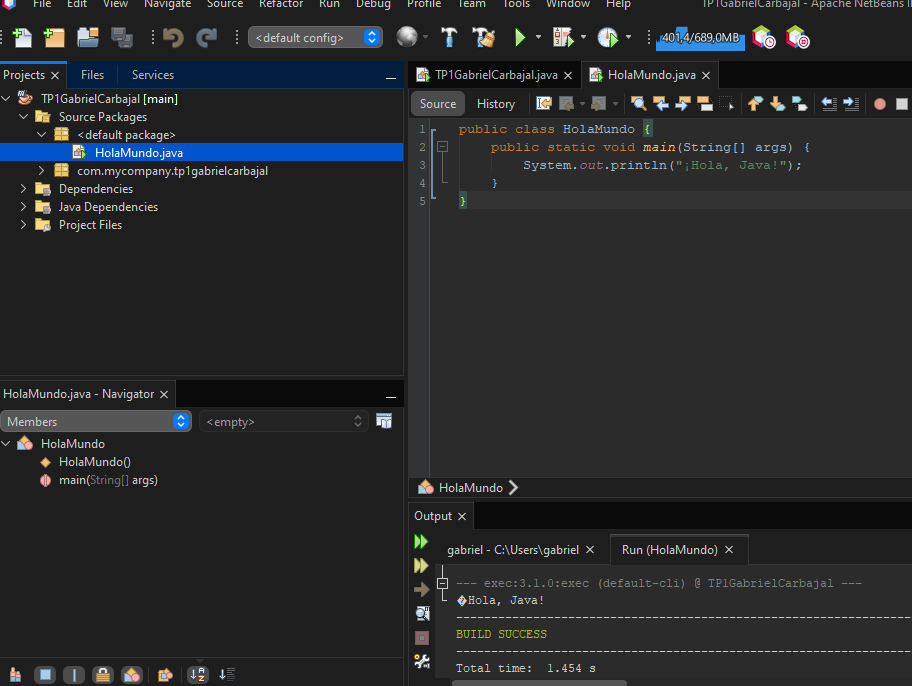 File Edit View Navigate Source Refactor Run Debug Profile Team Tools Window Help TP1GabrielCarbajal - Apache NetBeans I
<default config> 401,4/689,0MB
Projects Files Services
TP1GabrielCarbajal [main]
Source Packages
<default package>
HolaMundo.java
com.mycompany.tp1gabrielcarbajal
Dependencies
Java Dependencies
Project Files
HolaMundo.java - Navigator
Members <empty>
HolaMundo
HolaMundo()
main(String[] args)
TP1GabrielCarbajal.java HolaMundo.java
Source History
1 public class HolaMundo {
2 public static void main(String[] args) {
3 System.out.println("¡Hola, Java!");
4 }
5 }
HolaMundo
Output
gabriel - C:\Users\gabriel Run (HolaMundo)
--- exec:3.1.0:exec (default-cli) @ TP1GabrielCarbajal ---
�Hola, Java!
------------------------------------------------------------------------
BUILD SUCCESS
------------------------------------------------------------------------
Total time:  1.454 s